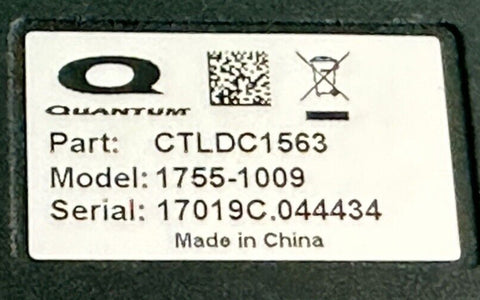 QUANTUM
Part: CTLDC1563
Model: 1755-1009
Serial: 17019C.044434
Made in China